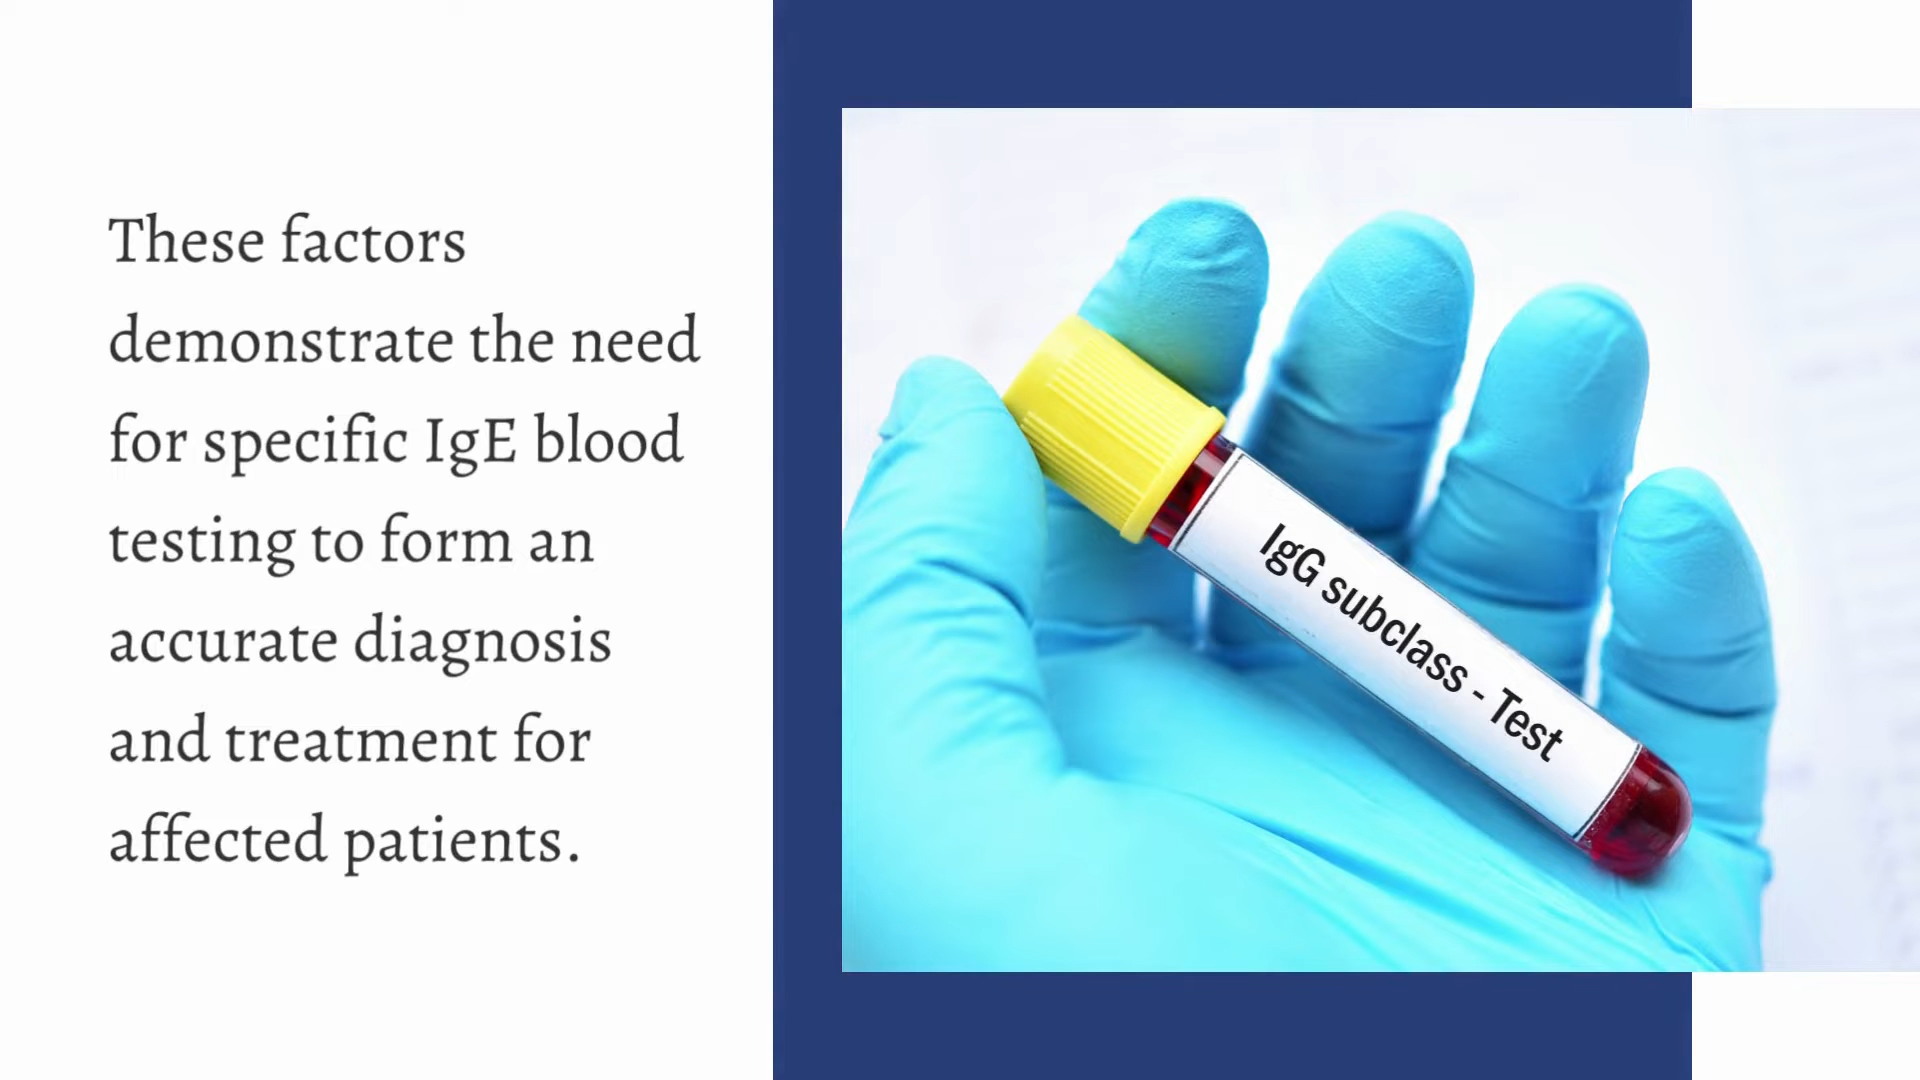 These factors
demonstrate the need
for specific IgE blood
testing to form an
accurate diagnosis
and treatment for
affected patients.
IgG subclass - Test